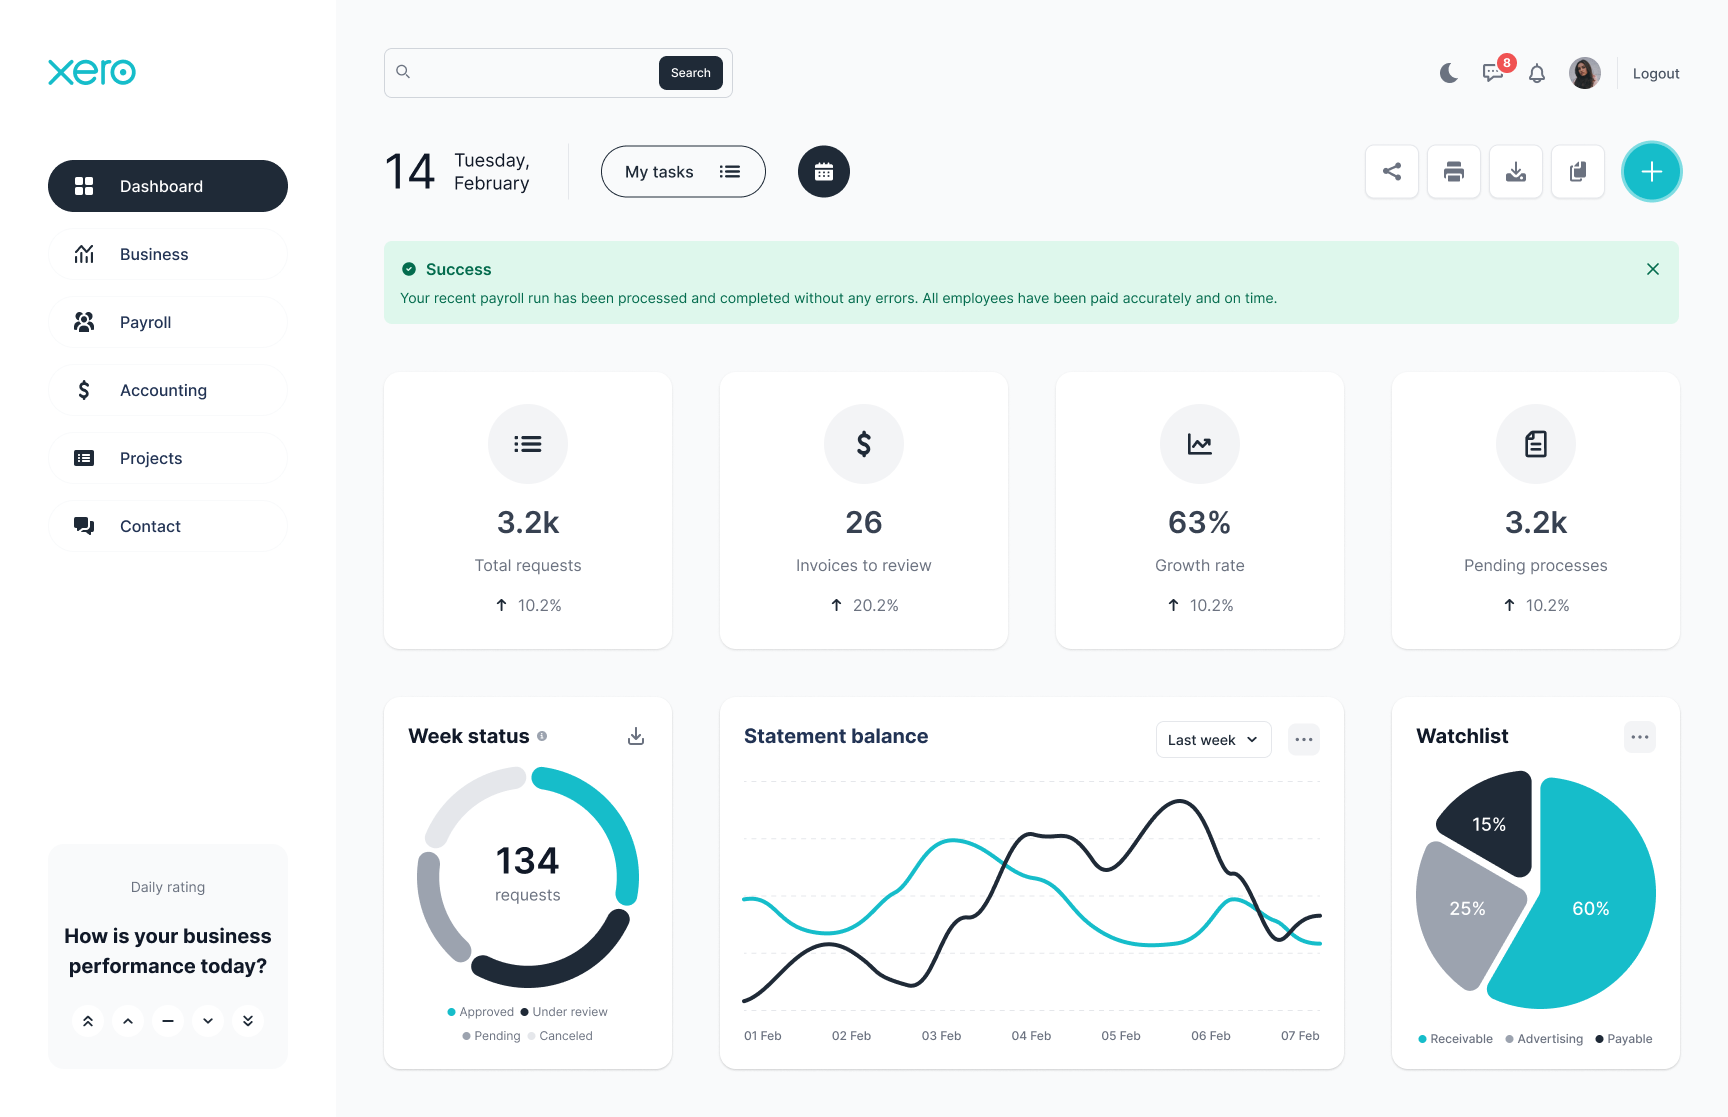 xero
Search
8
Logout
14
Tuesday,
February
My tasks
Dashboard
Business
Payroll
Accounting
Projects
Contact
Success
Your recent payroll run has been processed and completed without any errors. All employees have been paid accurately and on time.
3.2k
Total requests
10.2%
26
Invoices to review
20.2%
63%
Growth rate
10.2%
3.2k
Pending processes
10.2%
Daily rating
How is your business
performance today?
Week status
134
requests
Approved Under review
Pending Canceled
Statement balance
Last week
01 Feb 02 Feb 03 Feb 04 Feb 05 Feb 06 Feb 07 Feb
Watchlist
15%
25%
60%
Receivable Advertising Payable